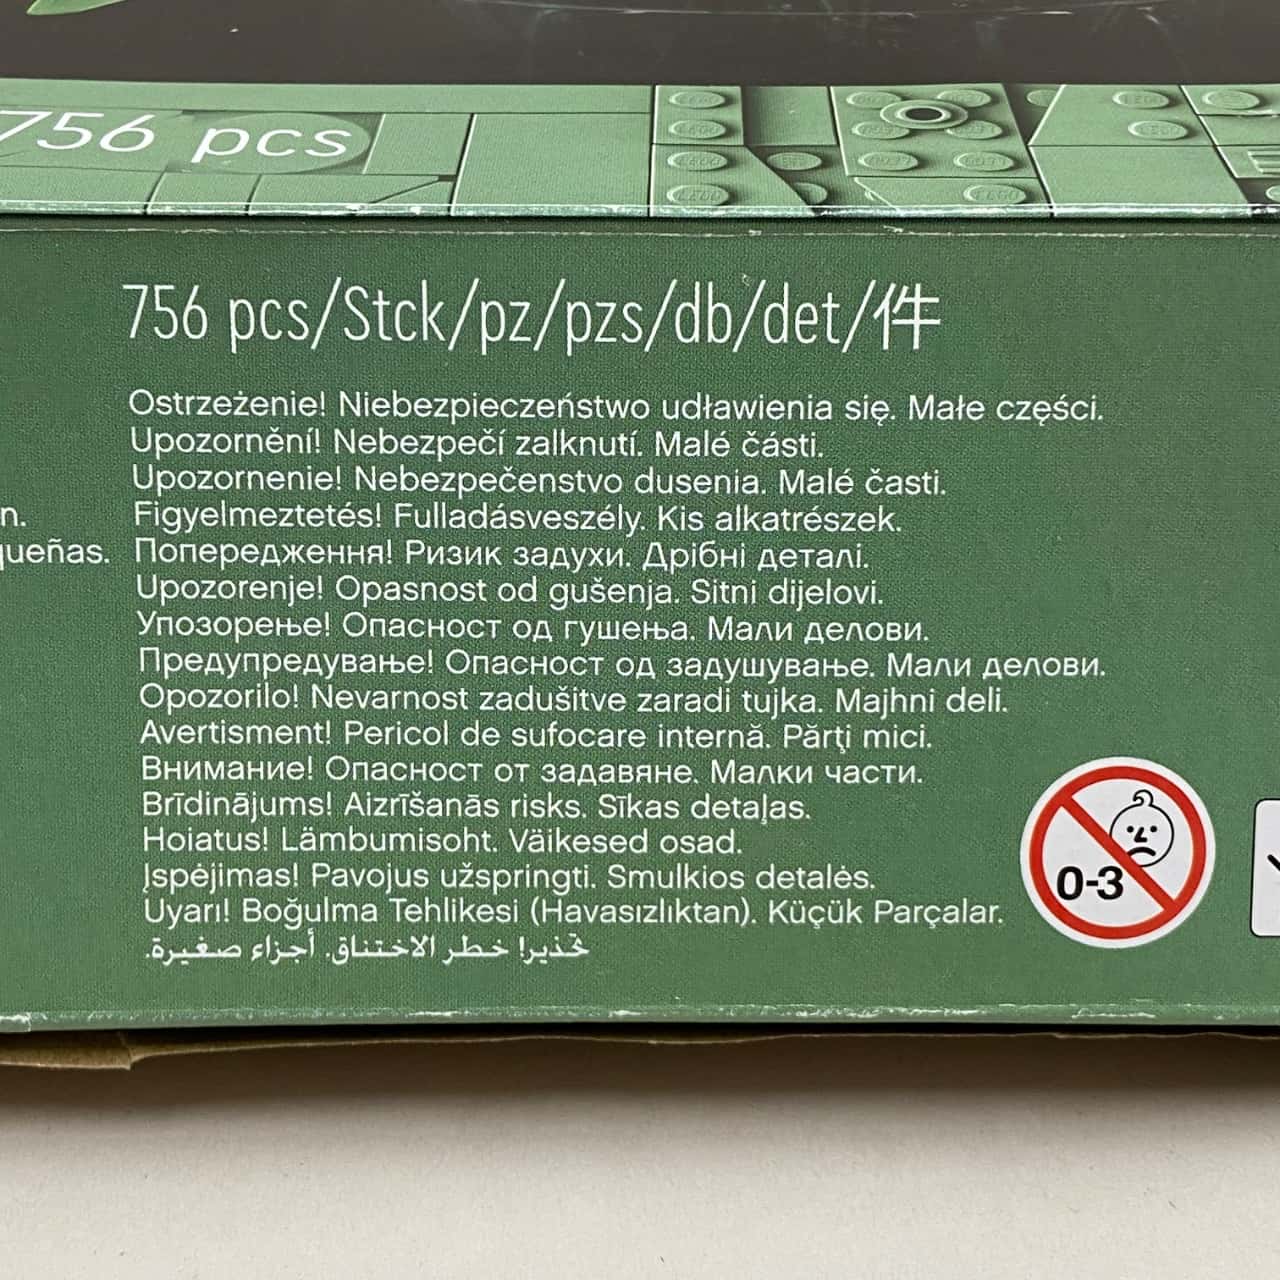 756 pcs
756 pcs/Stck/pz/pzs/db/det/件
Ostrzeżenie! Niebezpieczeństwo udławienia się. Małe części.
Upozornění! Nebezpečí zalknutí. Malé části.
Upozornenie! Nebezpečenstvo dusenia. Malé časti.
Figyelmeztetés! Fulladásveszély. Kis alkatrészek.
Попередження! Ризик задухи. Дрібні деталі.
Upozorenje! Opasnost od gušenja. Sitni dijelovi.
Упозорење! Опасност од гушења. Мали делови.
Предупредување! Опасност од задушување. Мали делови.
Opozorilo! Nevarnost zadušitve zaradi tujka. Majhni deli.
Avertisment! Pericol de sufocare internă. Părţi mici.
Внимание! Опасност от задавяне. Малки части.
Brīdinājums! Aizrīšanās risks. Sīkas detaļas.
Hoiatus! Lämbumisoht. Väikesed osad.
Įspėjimas! Pavojus užspringti. Smulkios detalės.
Uyarı! Boğulma Tehlikesi (Havasızlıktan). Küçük Parçalar.
تحذير! خطر الاختناق. أجزاء صغيرة.
n.
queñas.
0-3